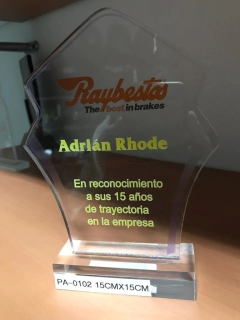 Raybestos
The best in brakes
Adrián Rhode
En reconocimiento
a sus 15 años
de trayectoria
en la empresa
PA-0102 15CMX15CM